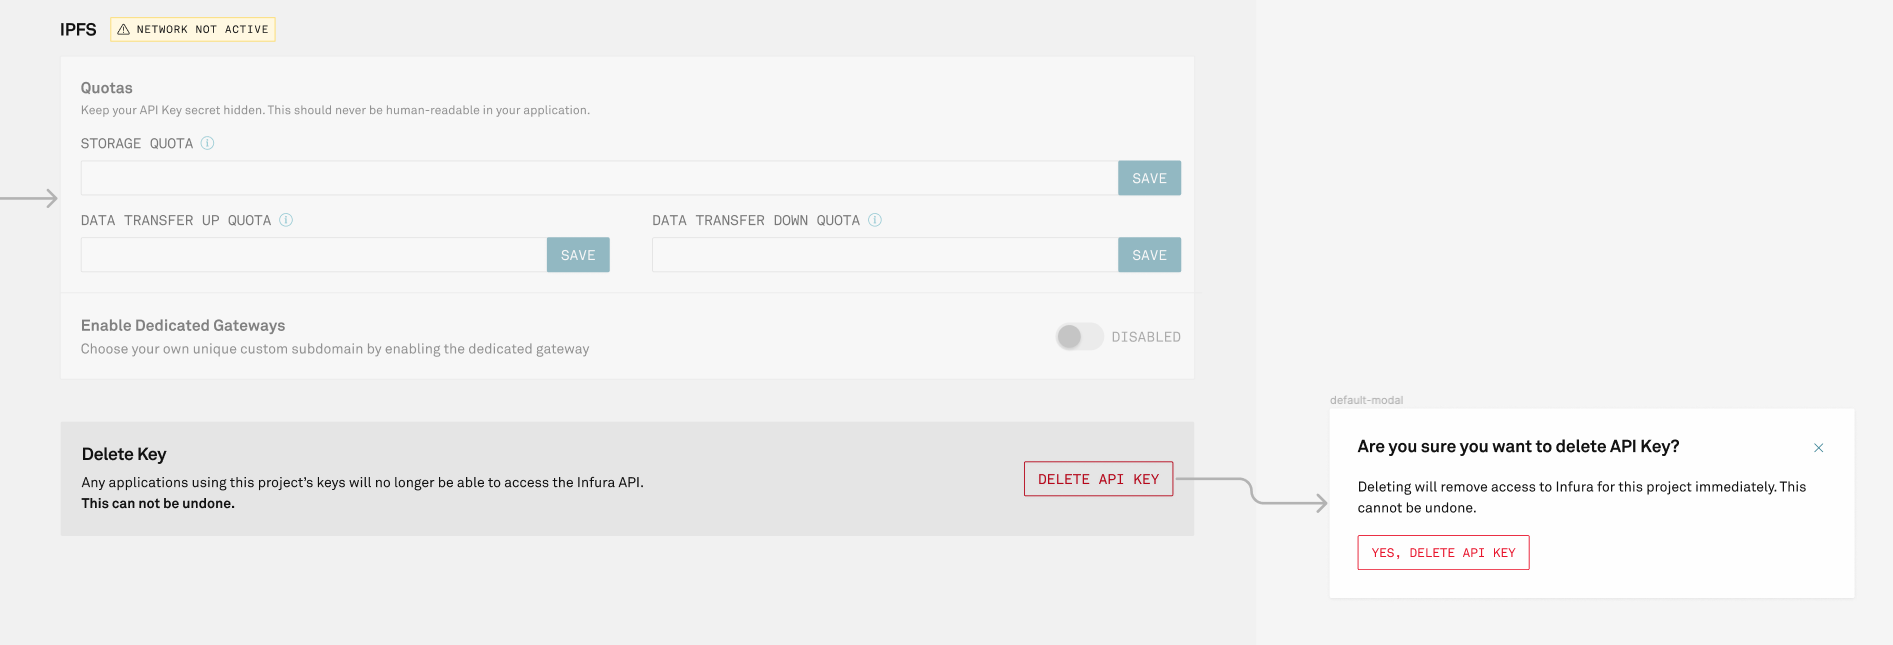 IPFS
NETWORK NOT ACTIVE
Quotas
Keep your API Key secret hidden. This should never be human-readable in your application.
STORAGE QUOTA
SAVE
DATA TRANSFER UP QUOTA
SAVE
DATA TRANSFER DOWN QUOTA
SAVE
Enable Dedicated Gateways
Choose your own unique custom subdomain by enabling the dedicated gateway
DISABLED
Delete Key
Any applications using this project's keys will no longer be able to access the Infura API.
This can not be undone.
DELETE API KEY
default-modal
Are you sure you want to delete API Key?
Deleting will remove access to Infura for this project immediately. This
cannot be undone.
YES, DELETE API KEY